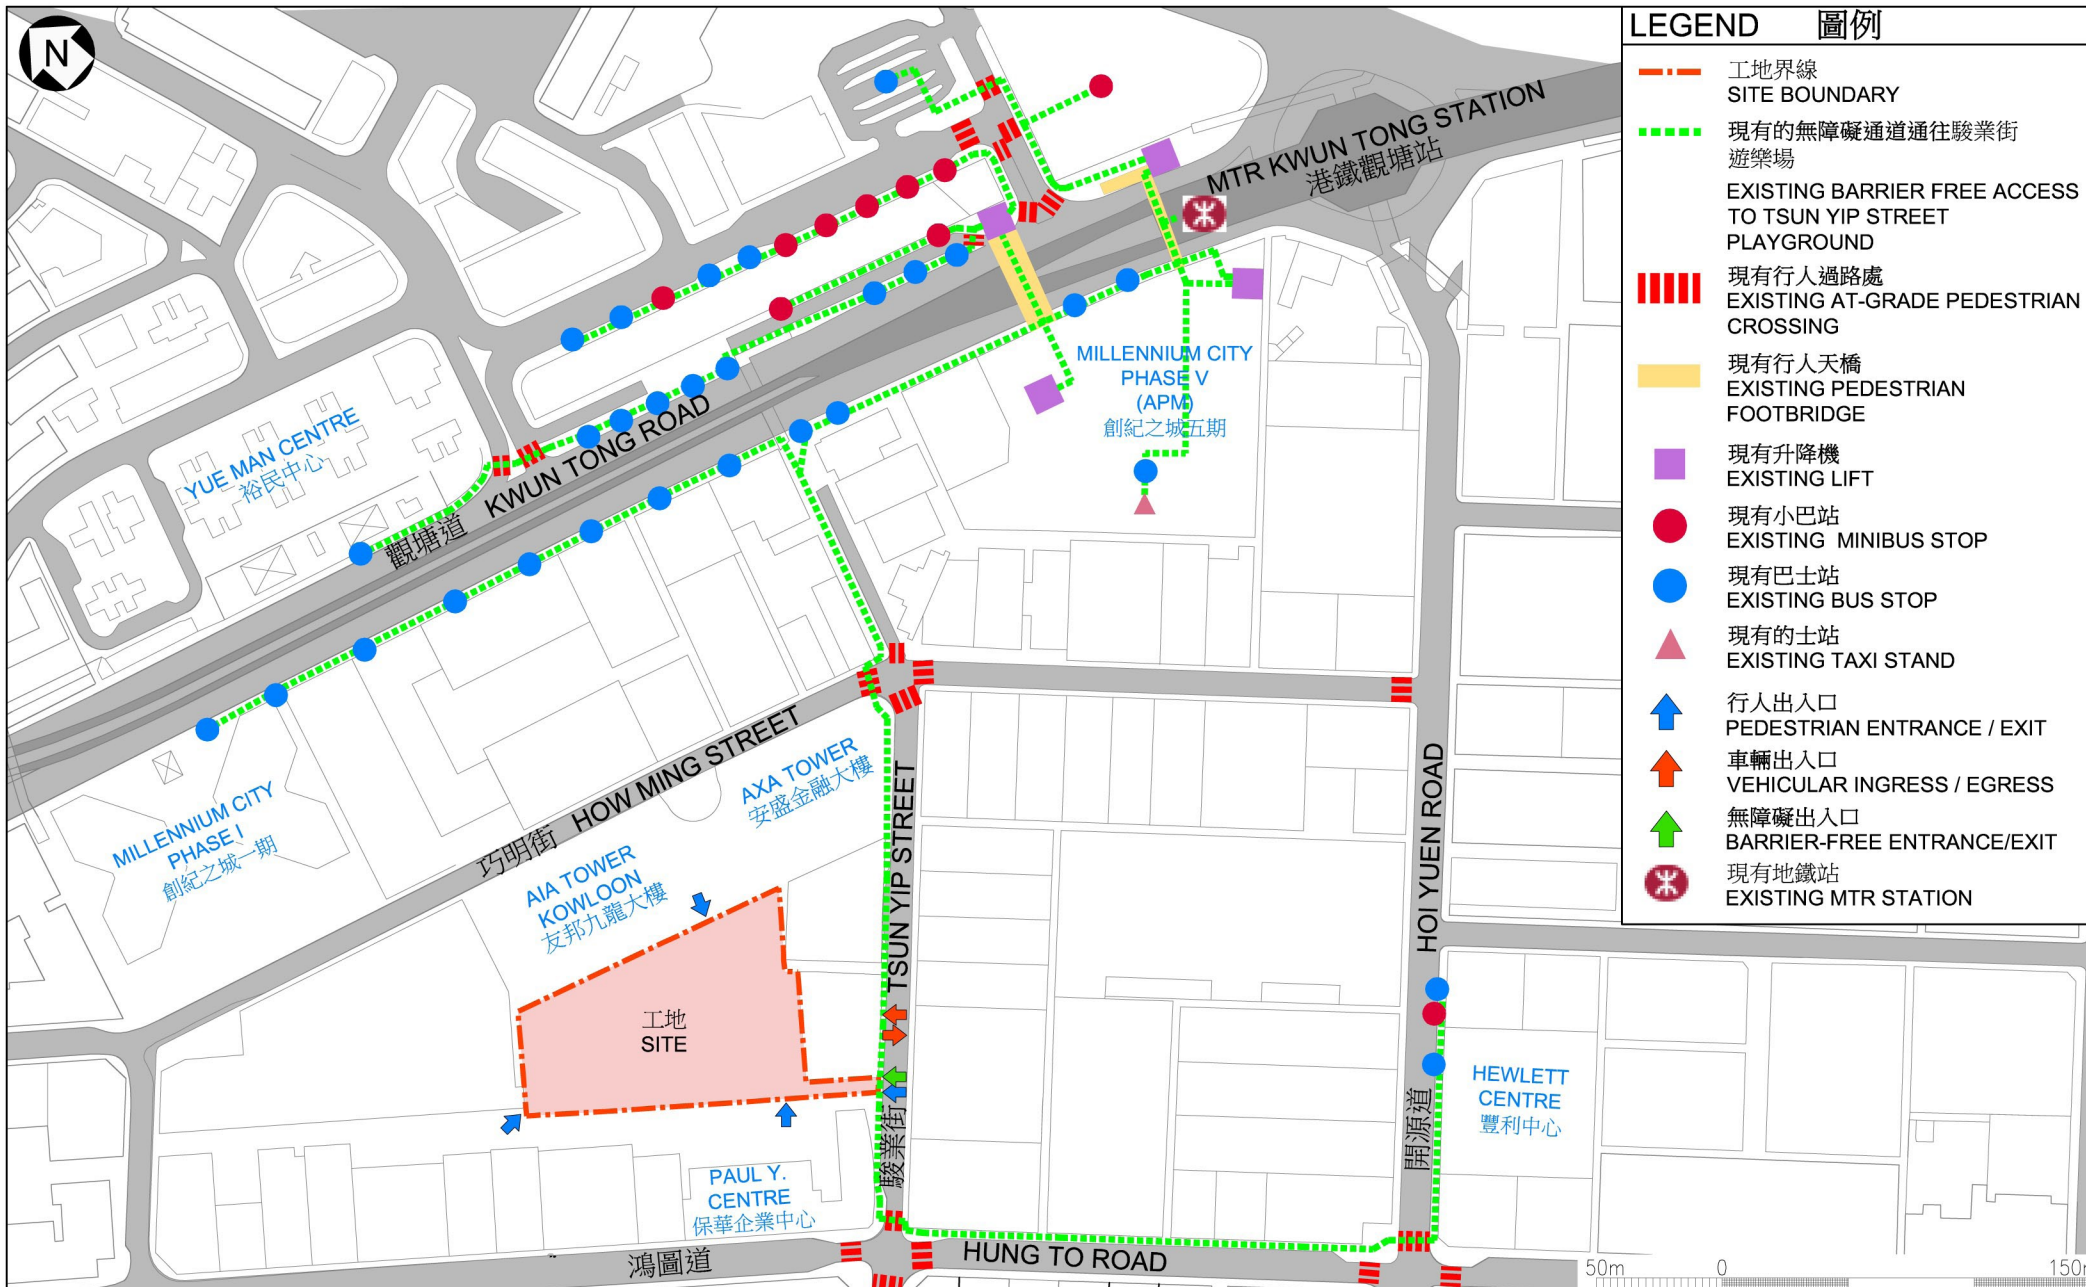 N
LEGEND 圖例
工地界線
SITE BOUNDARY
現有的無障礙通道通往駿業街
遊樂場
EXISTING BARRIER FREE ACCESS
TO TSUN YIP STREET
PLAYGROUND
現有行人過路處
EXISTING AT-GRADE PEDESTRIAN
CROSSING
現有行人天橋
EXISTING PEDESTRIAN
FOOTBRIDGE
現有升降機
EXISTING LIFT
現有小巴站
EXISTING MINIBUS STOP
現有巴士站
EXISTING BUS STOP
現有的士站
EXISTING TAXI STAND
行人出入口
PEDESTRIAN ENTRANCE / EXIT
車輛出入口
VEHICULAR INGRESS / EGRESS
無障礙出入口
BARRIER-FREE ENTRANCE/EXIT
現有地鐵站
EXISTING MTR STATION
MTR KWUN TONG STATION
港鐵觀塘站
MILLENNIUM CITY
PHASE V
(APM)
創紀之城五期
YUE MAN CENTRE
裕民中心
觀塘道 KWUN TONG ROAD
MILLENNIUM CITY
PHASE I
創紀之城一期
巧明街 HOW MING STREET
AXA TOWER
安盛金融大樓
AIA TOWER
KOWLOON
友邦九龍大樓
工地
SITE
TSUN YIP STREET
駿業街
HOI YUEN ROAD
開源道
HEWLETT
CENTRE
豐利中心
PAUL Y.
CENTRE
保華企業中心
鴻圖道 HUNG TO ROAD
50m 0 150m